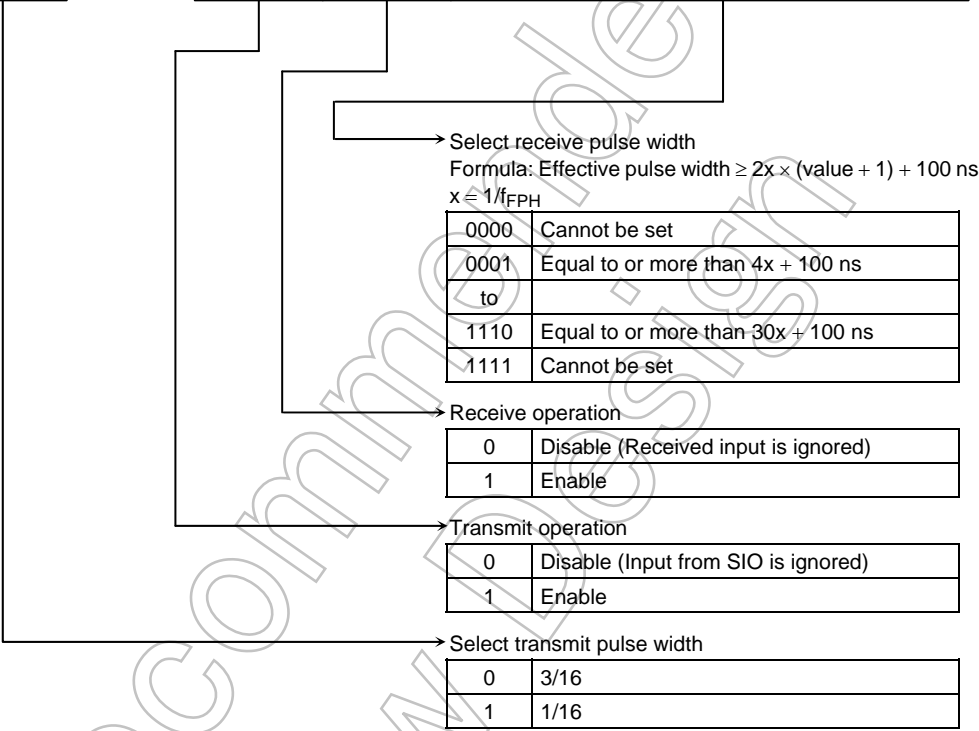 Select receive pulse width
Formula: Effective pulse width ≥ 2x × (value + 1) + 100 ns
x = 1/fFPH
0000 Cannot be set
0001 Equal to or more than 4x + 100 ns
to
1110 Equal to or more than 30x + 100 ns
1111 Cannot be set
Receive operation
0 Disable (Received input is ignored)
1 Enable
Transmit operation
0 Disable (Input from SIO is ignored)
1 Enable
Select transmit pulse width
0 3/16
1 1/16